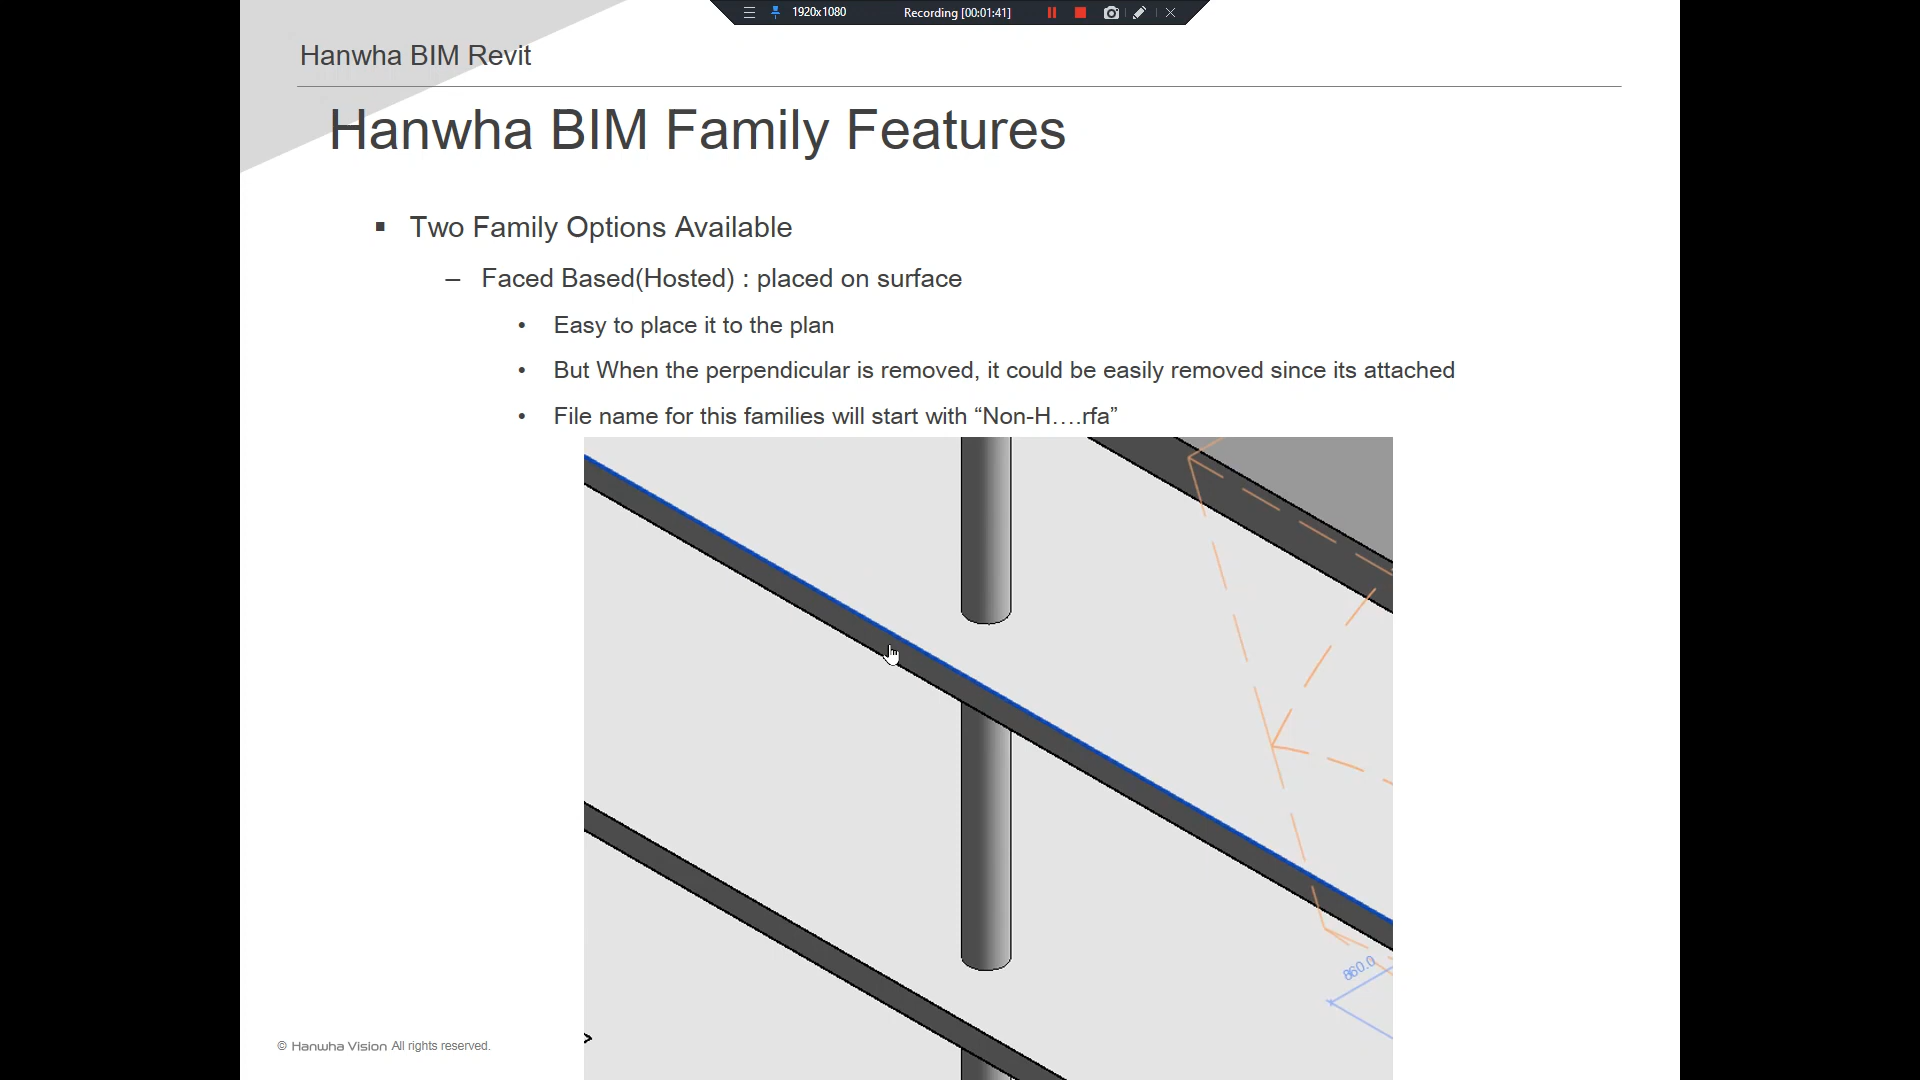 1920x1080
Recording [00:01:41]
Hanwha BIM Revit
Hanwha BIM Family Features
▪ Two Family Options Available
– Faced Based(Hosted) : placed on surface
• Easy to place it to the plan
• But When the perpendicular is removed, it could be easily removed since its attached
• File name for this families will start with “Non-H….rfa”
860.0
© Hanwha Vision All rights reserved.